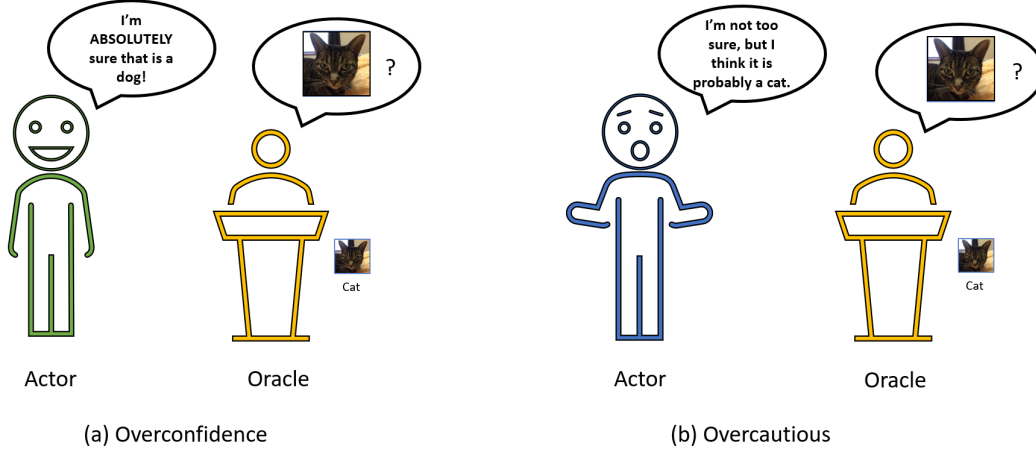 I'm
ABSOLUTELY
sure that is a
dog!
?
Cat
Actor
Oracle
(a) Overconfidence
I'm not too
sure, but I
think it is
probably a cat.
?
Cat
Actor
Oracle
(b) Overcautious